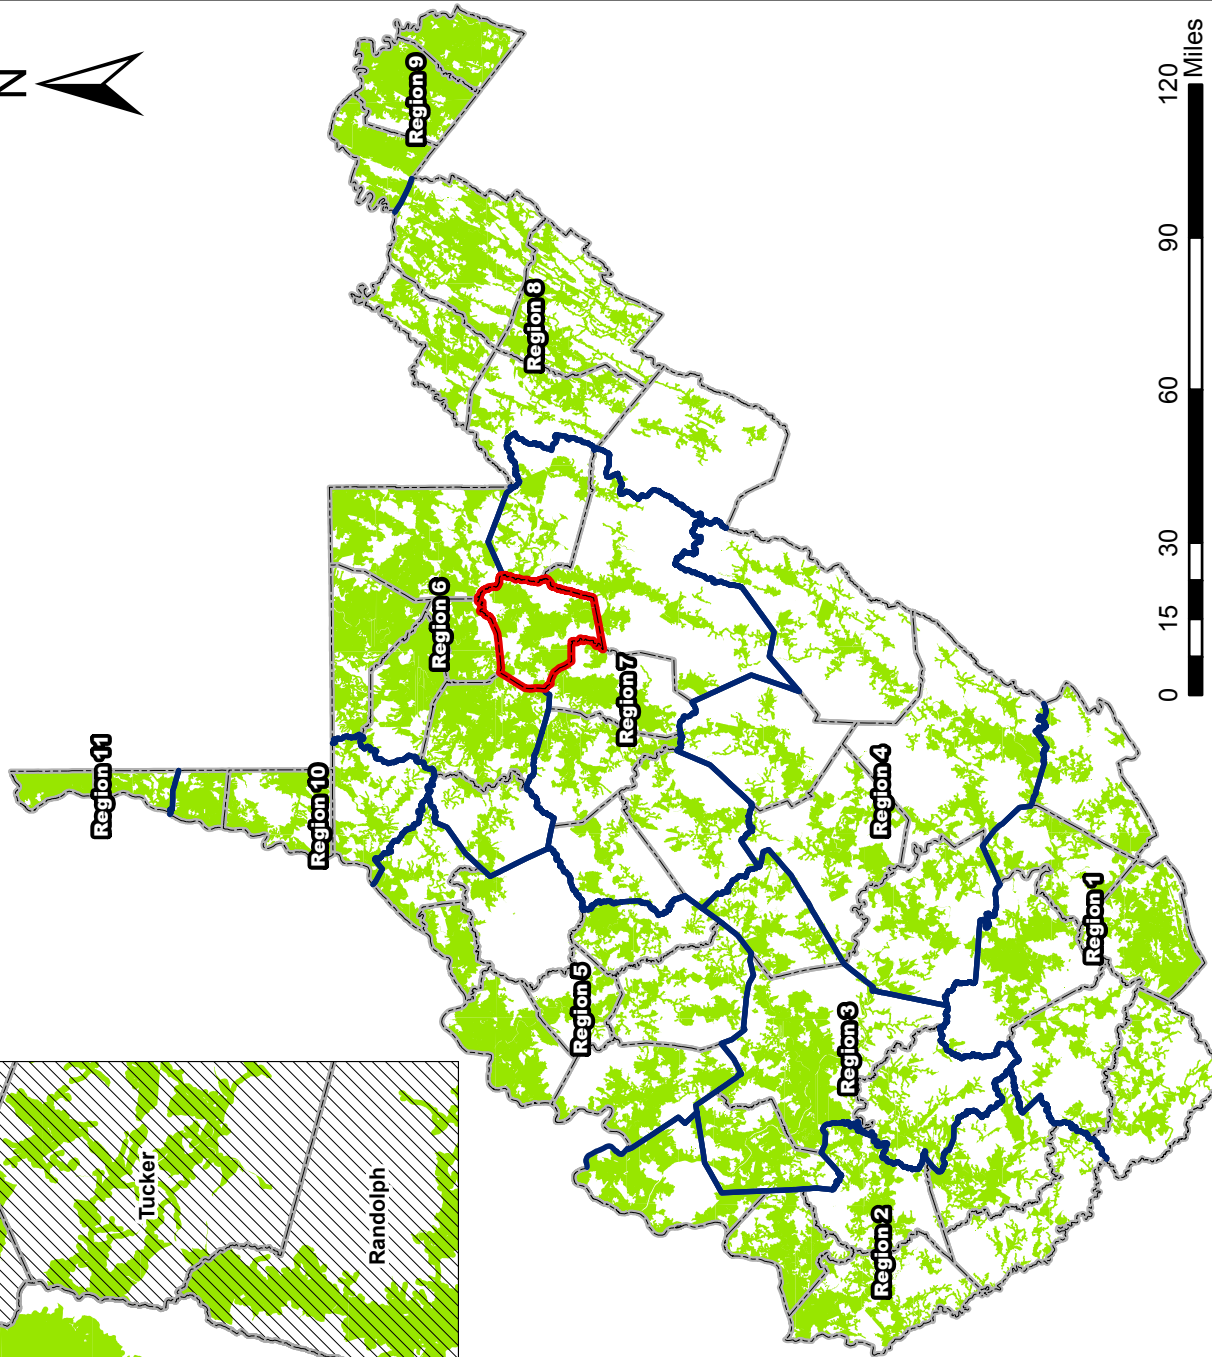 N
Region 11
Region 10
Region 9
Region 8
Region 6
Region 7
Region 5
Region 4
Region 3
Region 2
Region 1
Tucker
Randolph
0 15 30 60 90 120
Miles